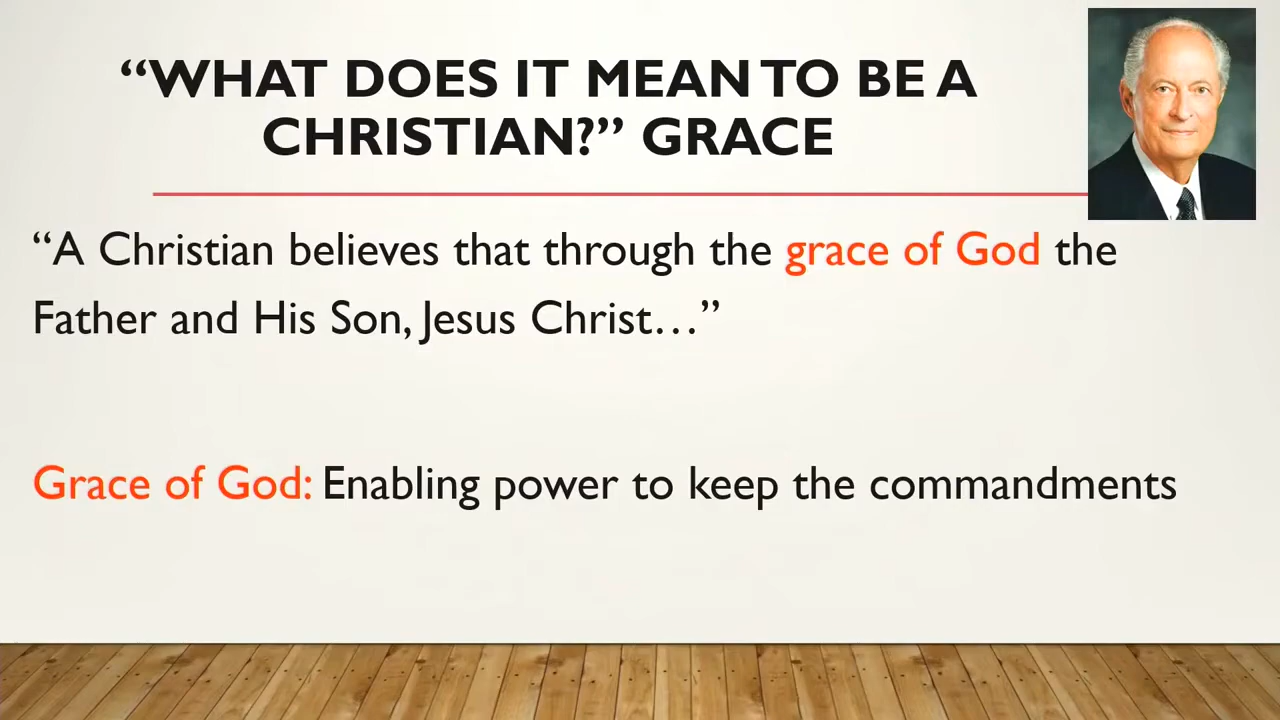 “WHAT DOES IT MEAN TO BE A
CHRISTIAN?” GRACE
“A Christian believes that through the grace of God the
Father and His Son, Jesus Christ…”
Grace of God: Enabling power to keep the commandments